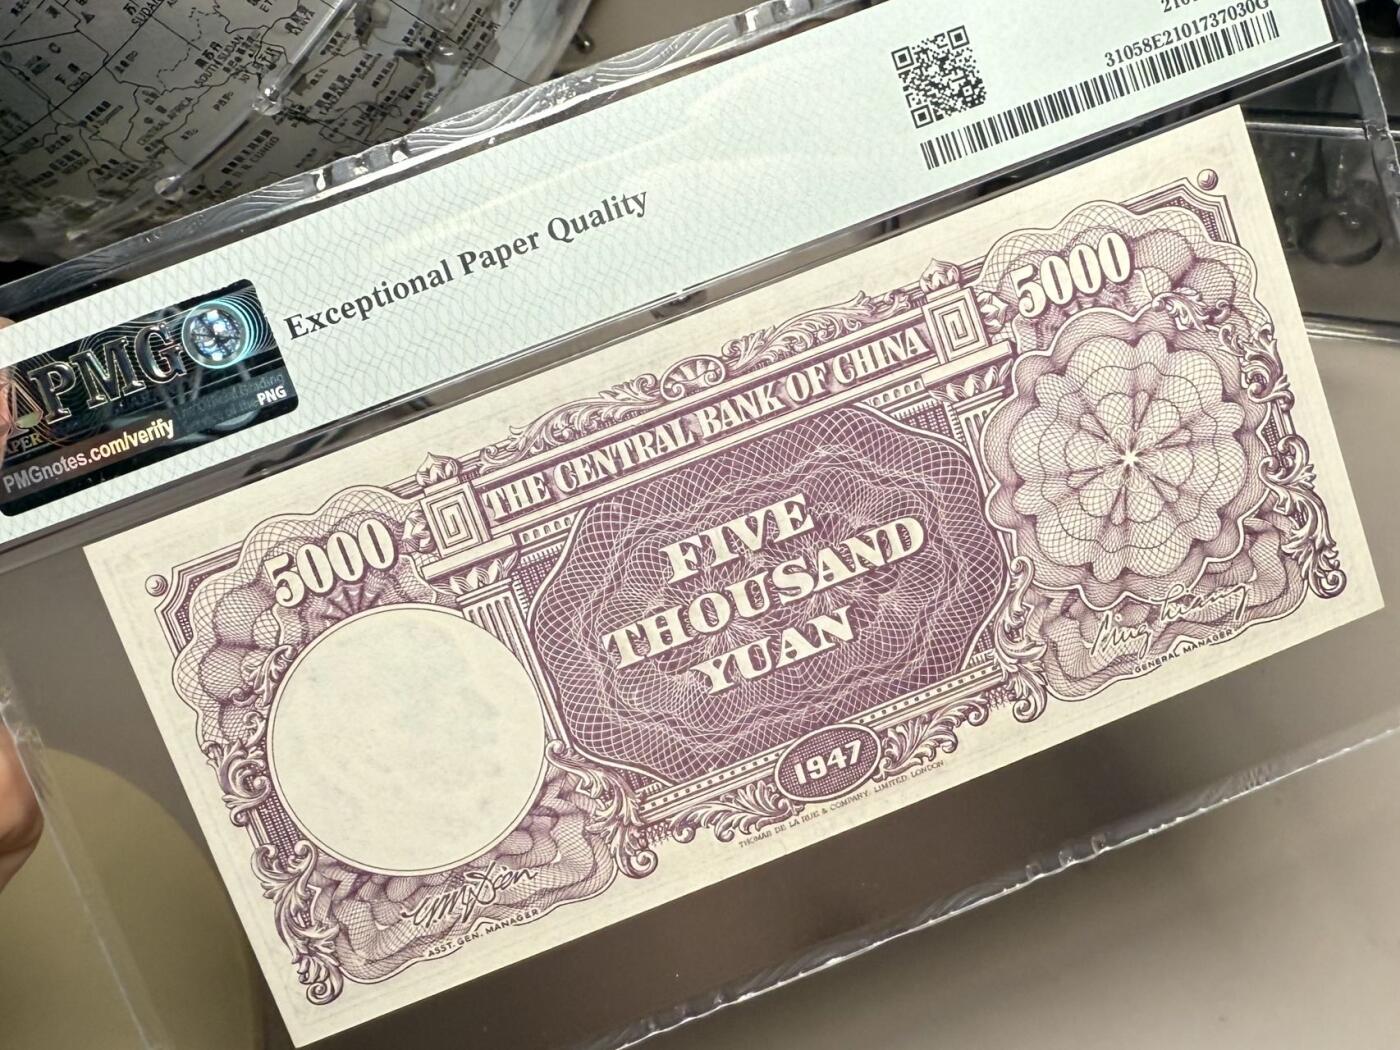 31058E2101737030G
Exceptional Paper Quality
PMG
PNG
PMGnotes.com/verify
5000
THE CENTRAL BANK OF CHINA
5000
FIVE
THOUSAND
YUAN
GENERAL MANAGER
1947
THOMAS DE LA RUE & COMPANY, LIMITED, LONDON
ASST. GEN. MANAGER